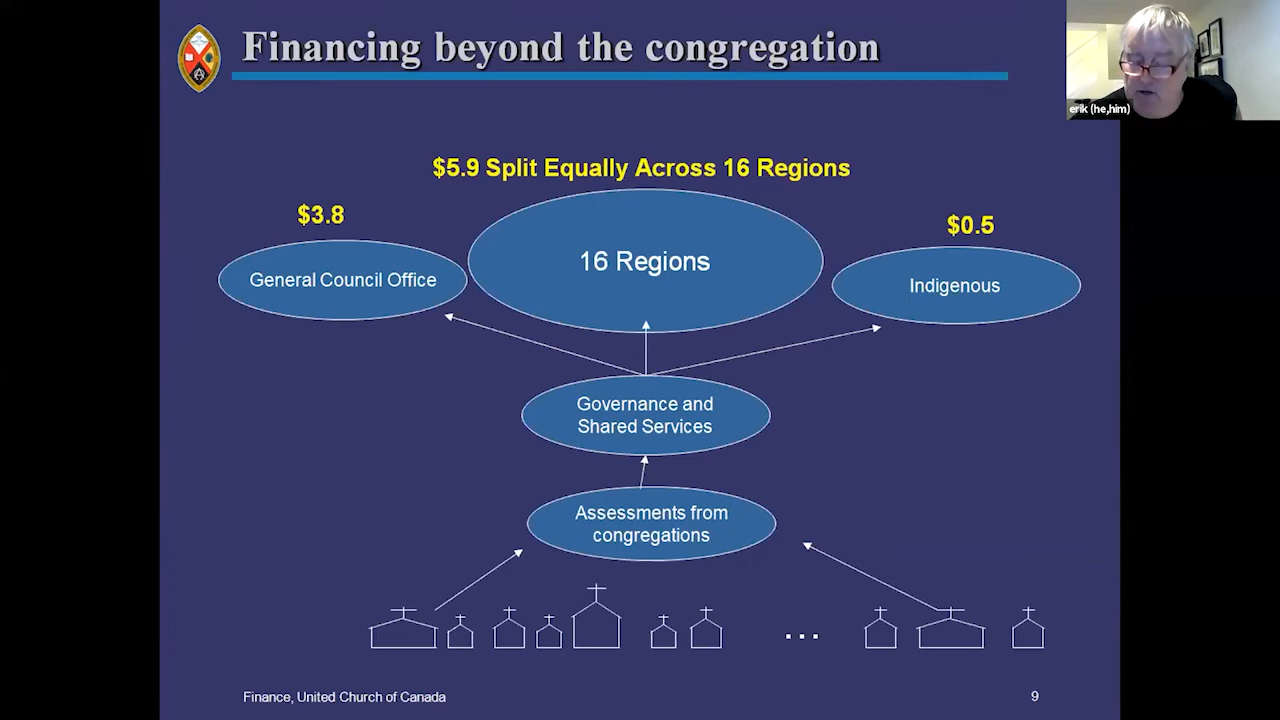 Financing beyond the congregation
erik (he,him)
$5.9 Split Equally Across 16 Regions
$3.8
$0.5
16 Regions
General Council Office
Indigenous
Governance and
Shared Services
Assessments from
congregations
...
Finance, United Church of Canada
9